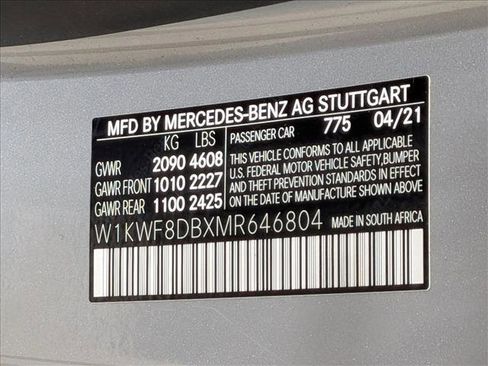 MFD BY MERCEDES-BENZ AG STUTTGART
KG LBS
PASSENGER CAR 775 04/21
GVWR 2090 4608
GAWR FRONT 1010 2227
GAWR REAR 1100 2425
THIS VEHICLE CONFORMS TO ALL APPLICABLE
U.S. FEDERAL MOTOR VEHICLE SAFETY,BUMPER
AND THEFT PREVENTION STANDARDS IN EFFECT
ON THE DATE OF MANUFACTURE SHOWN ABOVE.
W1KWF8DBXMR646804 MADE IN SOUTH AFRICA